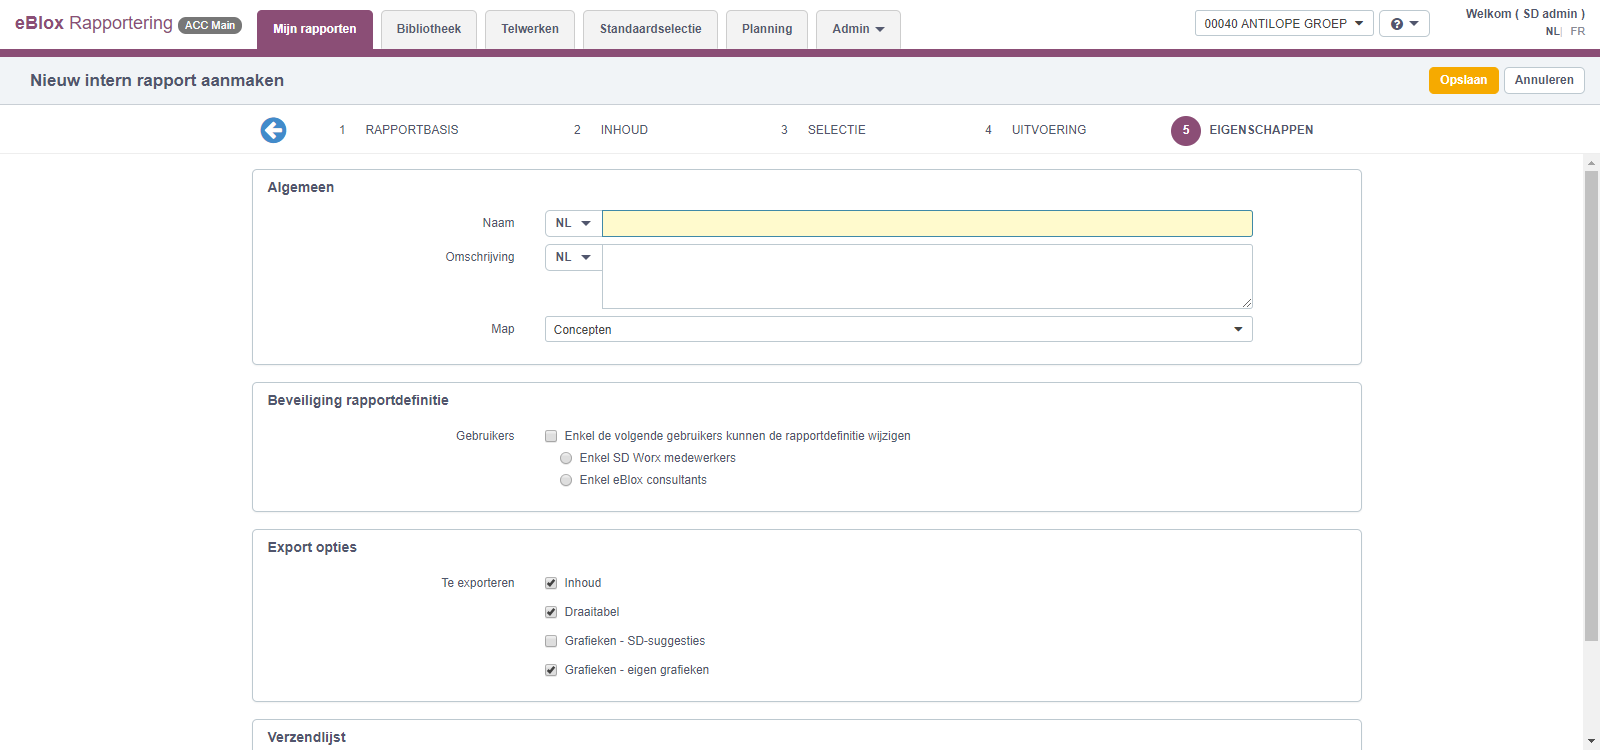 eBlox Rapportering ACC Main Mijn rapporten Bibliotheek Telwerken Standaardselectie Planning Admin 00040 ANTILOPE GROEP ? Welkom ( SD admin )
NL| FR
Nieuw intern rapport aanmaken Opslaan Annuleren
1 RAPPORTBASIS 2 INHOUD 3 SELECTIE 4 UITVOERING 5 EIGENSCHAPPEN
Algemeen
Naam NL
Omschrijving NL
Map Concepten
Beveiliging rapportdefinitie
Gebruikers Enkel de volgende gebruikers kunnen de rapportdefinitie wijzigen
Enkel SD Worx medewerkers
Enkel eBlox consultants
Export opties
Te exporteren Inhoud
Draaitabel
Grafieken - SD-suggesties
Grafieken - eigen grafieken
Verzendlijst